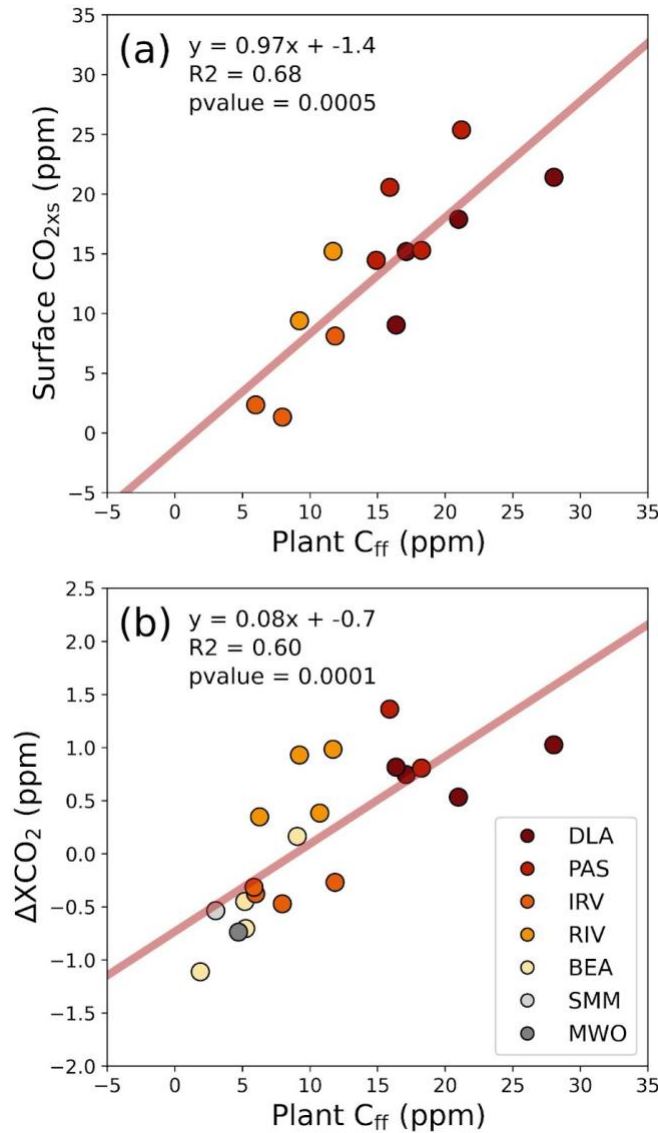 (a)
y = 0.97x + -1.4
R2 = 0.68
pvalue = 0.0005
35
30
25
20
15
10
5
0
−5
Surface CO₂ₓₛ (ppm)
−5 0 5 10 15 20 25 30 35
Plant C_ff (ppm)
(b)
y = 0.08x + -0.7
R2 = 0.60
pvalue = 0.0001
2.5
2.0
1.5
1.0
0.5
0.0
−0.5
−1.0
−1.5
−2.0
ΔXCO₂ (ppm)
DLA
PAS
IRV
RIV
BEA
SMM
MWO
−5 0 5 10 15 20 25 30 35
Plant C_ff (ppm)